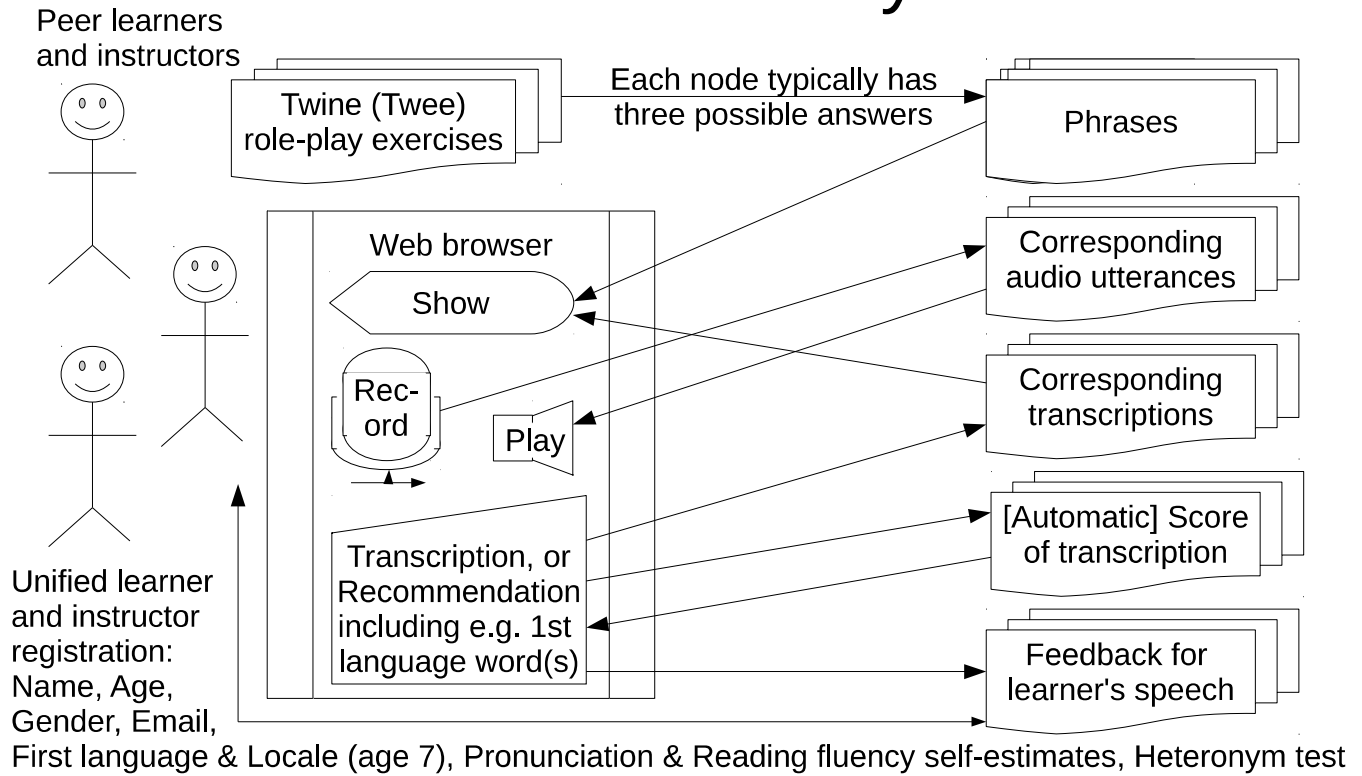 Peer learners
and instructors
Twine (Twee)
role-play exercises
Each node typically has
three possible answers
Phrases
Web browser
Show
Corresponding
audio utterances
Rec-
ord
Play
Corresponding
transcriptions
Transcription, or
Recommendation
including e.g. 1st
language word(s)
[Automatic] Score
of transcription
Feedback for
learner's speech
Unified learner
and instructor
registration:
Name, Age,
Gender, Email,
First language & Locale (age 7), Pronunciation & Reading fluency self-estimates, Heteronym test